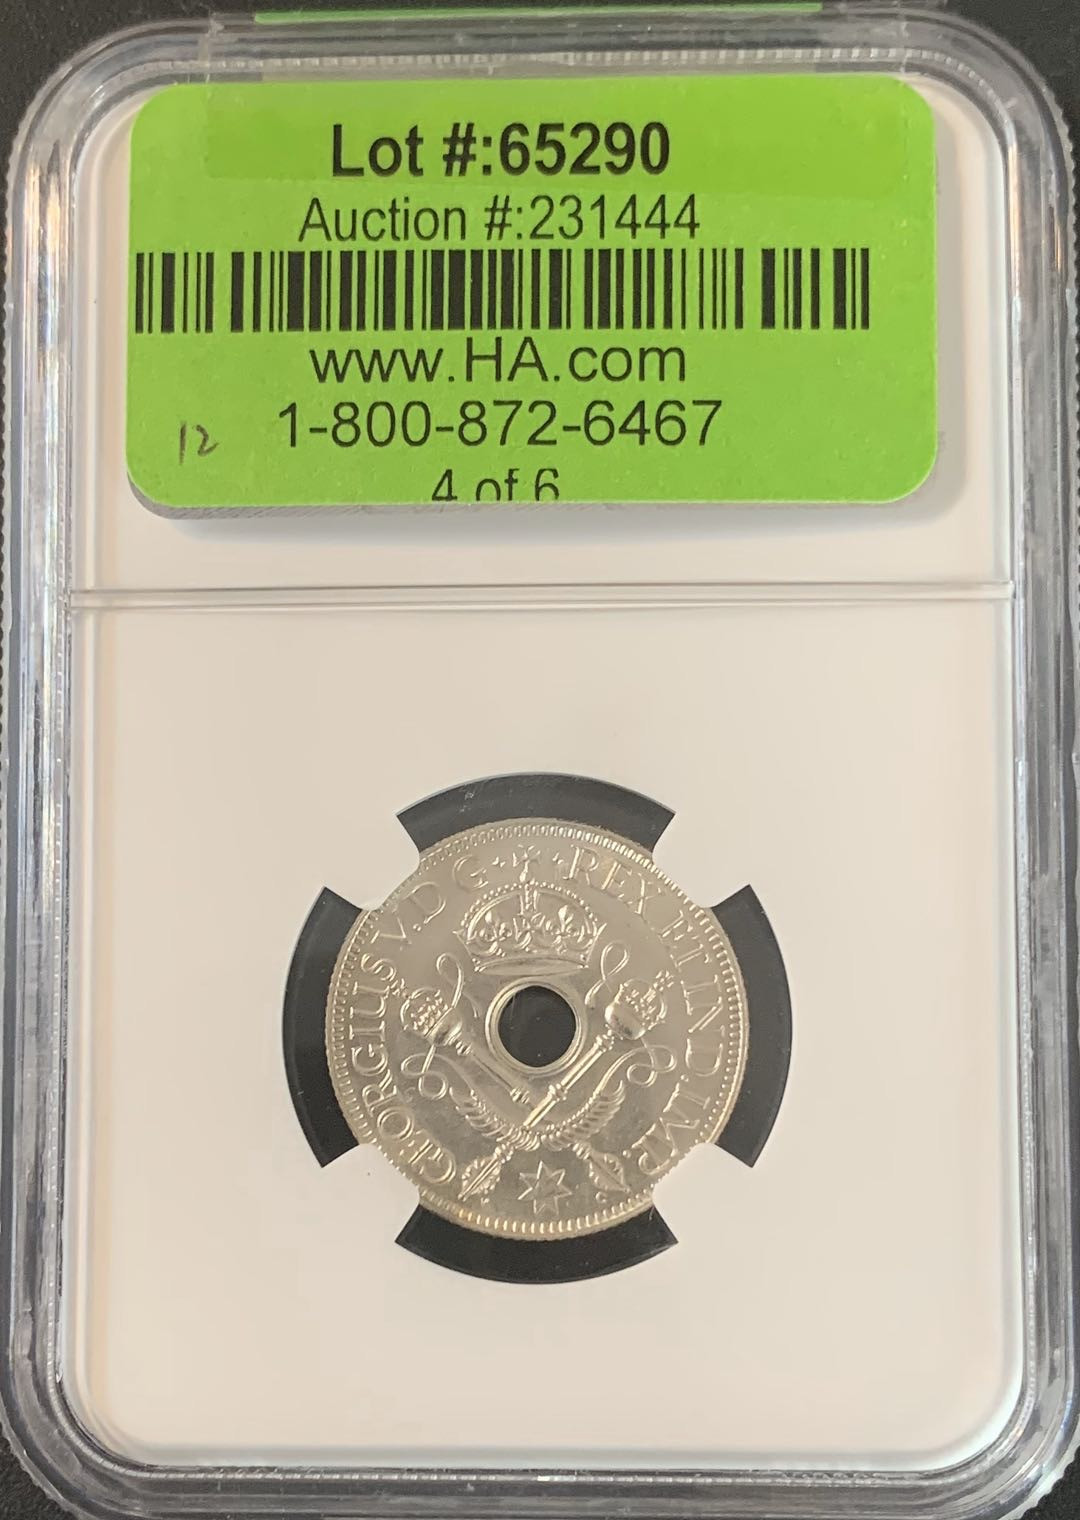 Lot #:65290
Auction #:231444
www.HA.com
1-800-872-6467
12
4 of 6
GEORGIUS V.D G · REX ET IND.IMP.